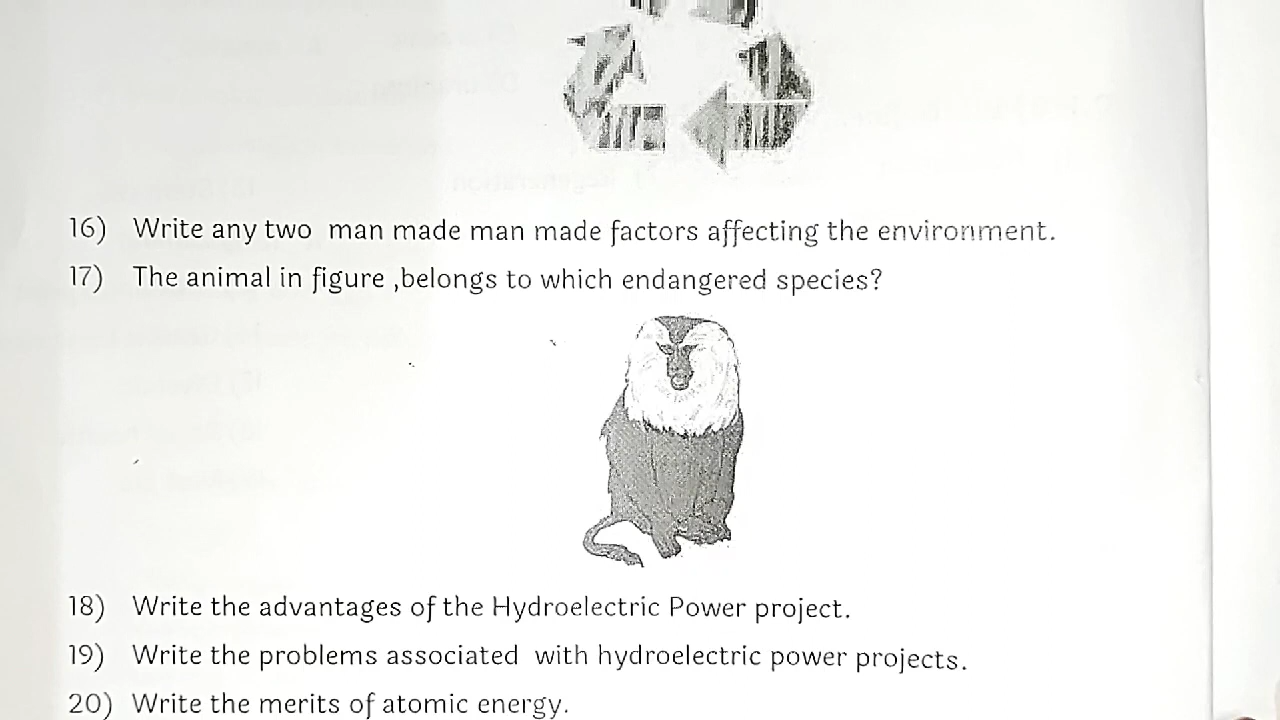 16) Write any two man made man made factors affecting the environment.
17) The animal in figure ,belongs to which endangered species?
18) Write the advantages of the Hydroelectric Power project.
19) Write the problems associated with hydroelectric power projects.
20) Write the merits of atomic energy.